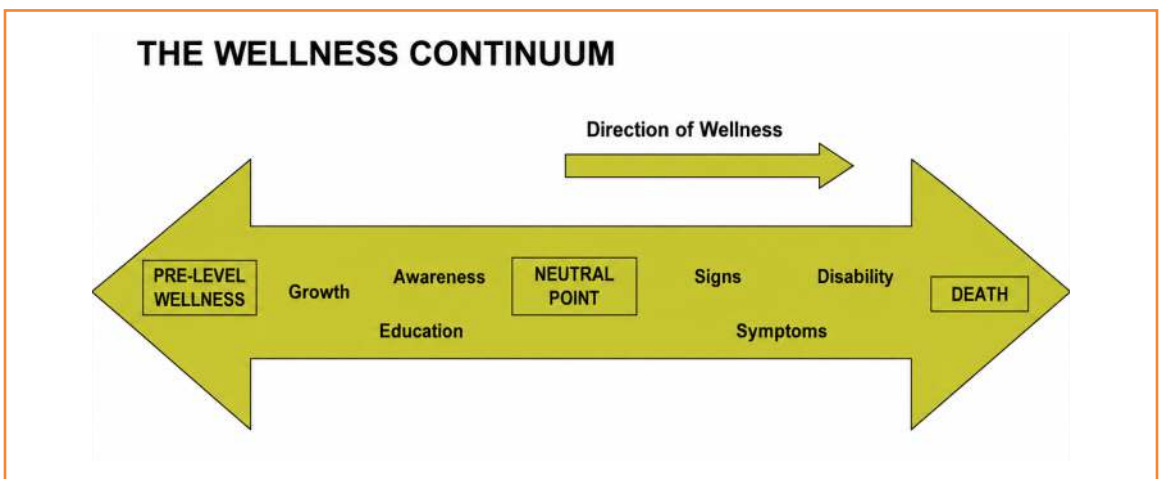 THE WELLNESS CONTINUUM
Direction of Wellness
PRE-LEVEL
WELLNESS
Growth
Awareness
Education
NEUTRAL
POINT
Signs
Symptoms
Disability
DEATH